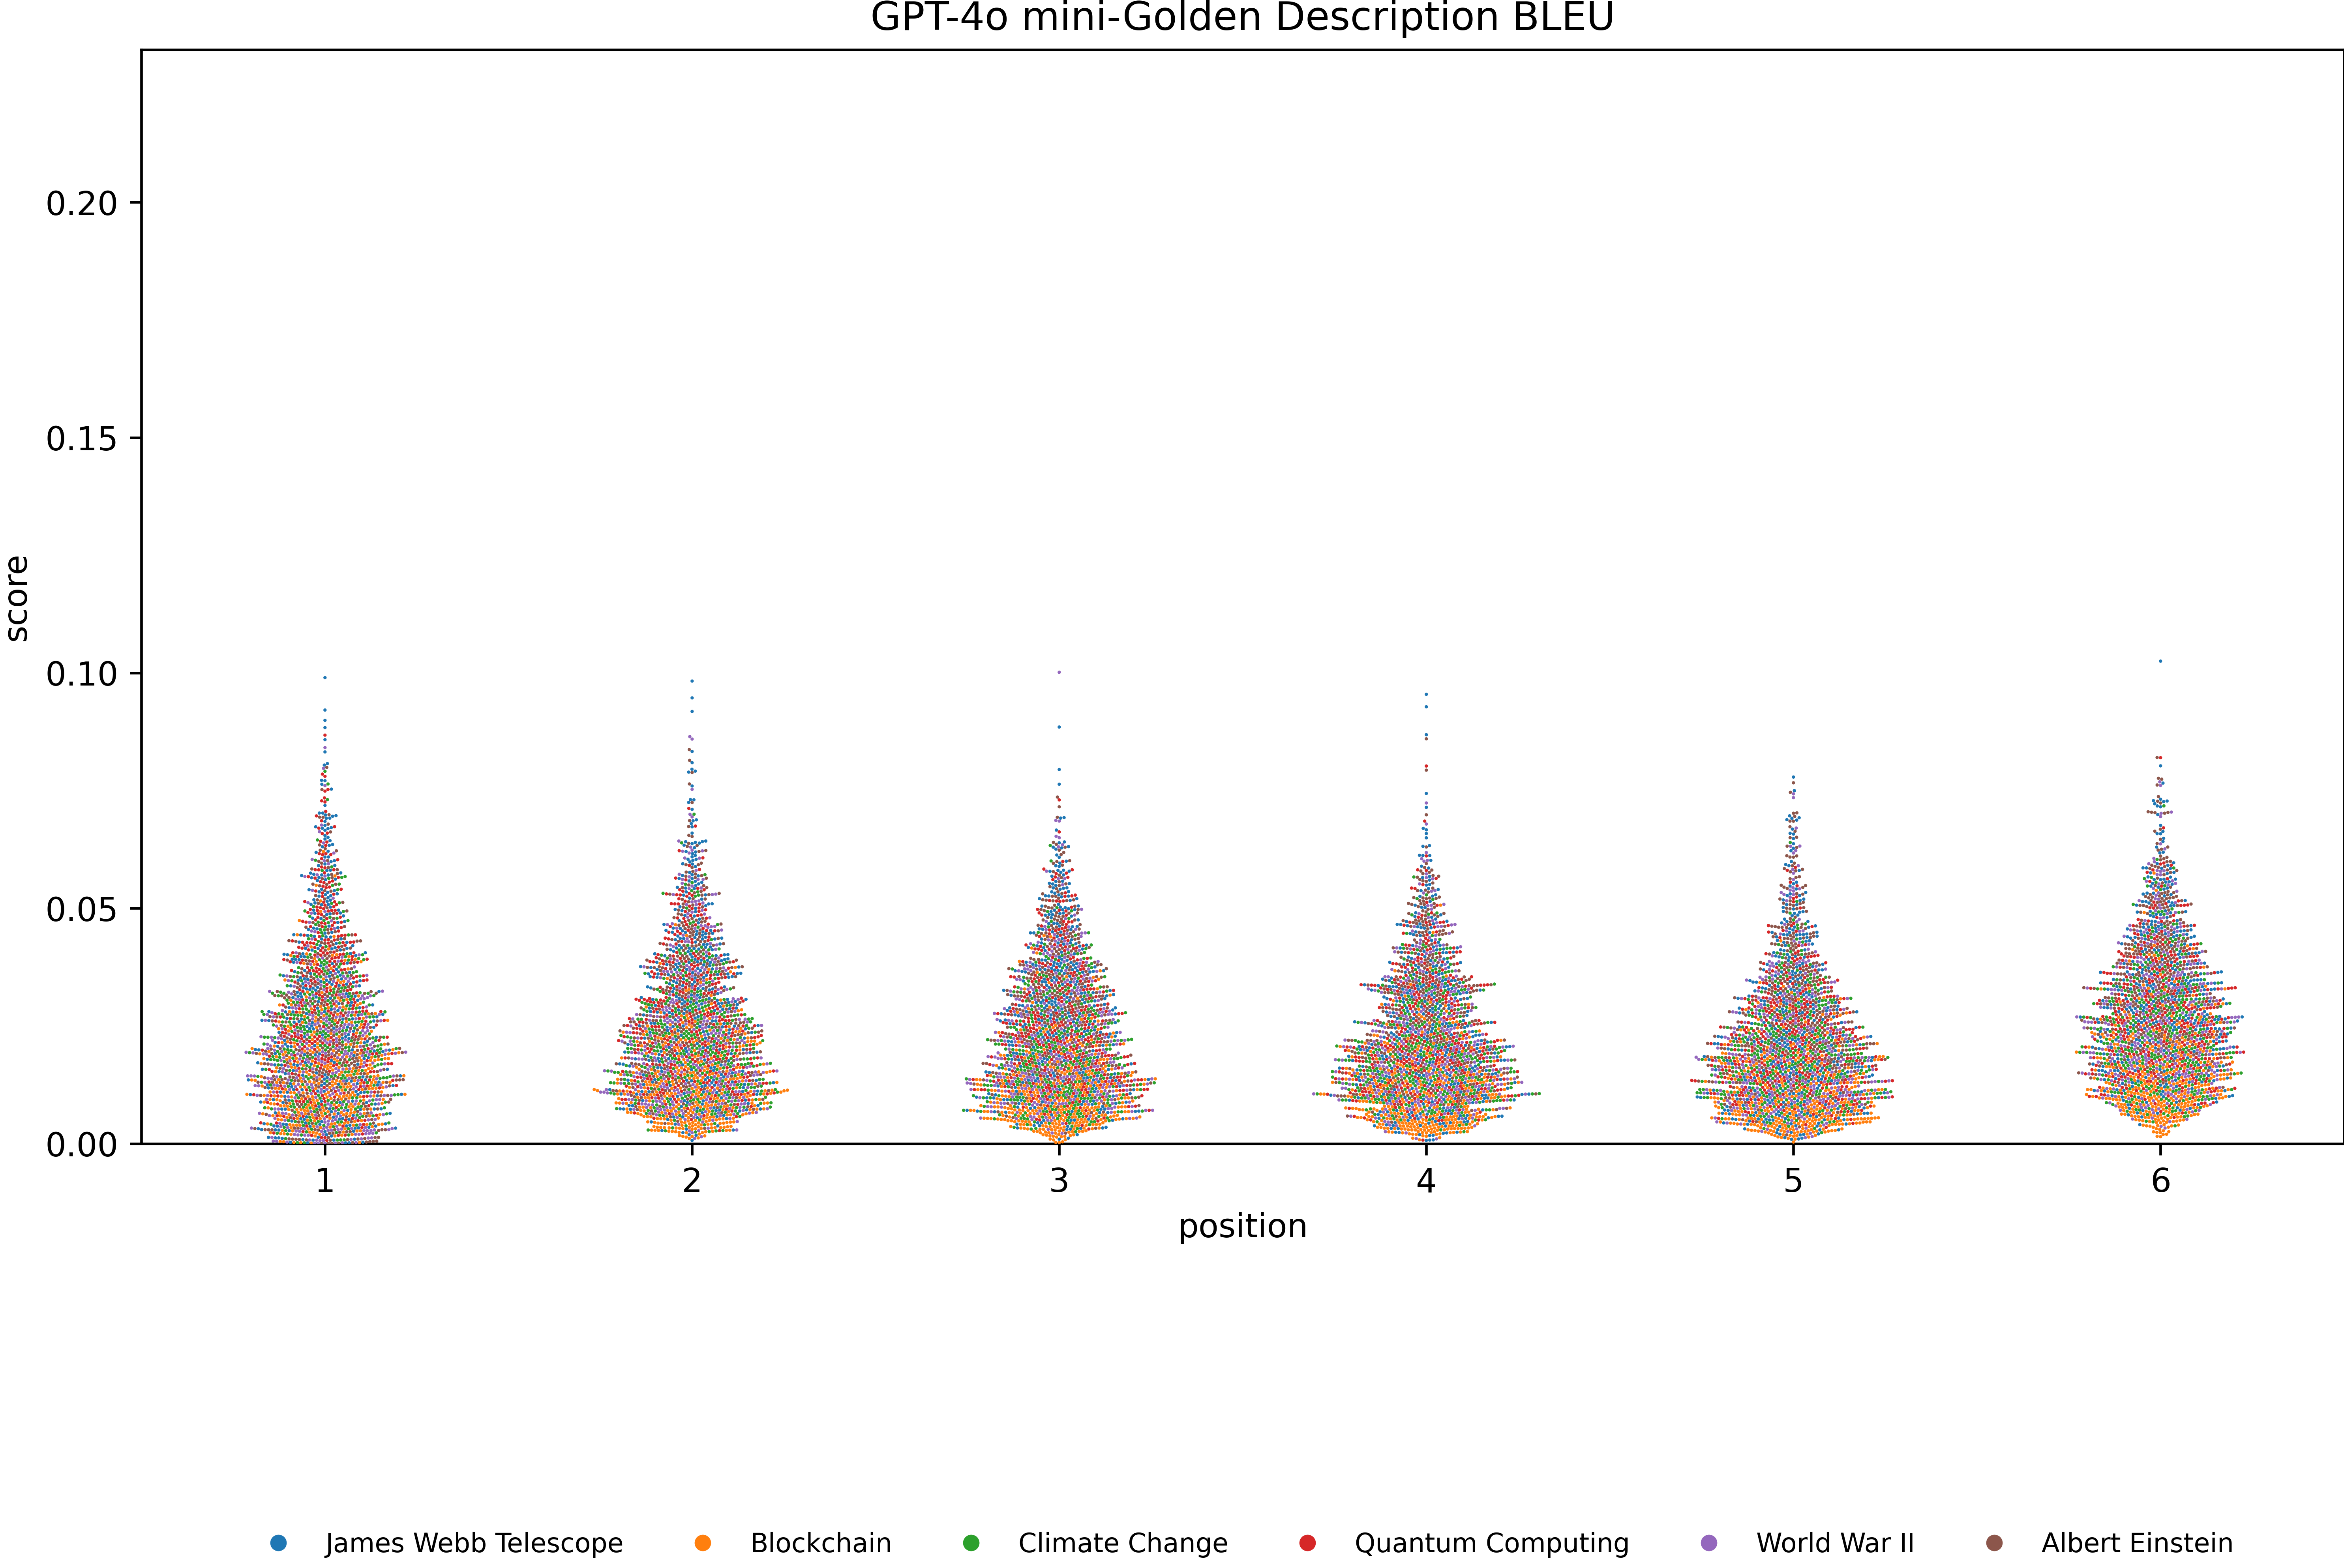 GPT-4o mini-Golden Description BLEU
score
0.20
0.15
0.10
0.05
0.00
1 2 3 4 5 6
position
James Webb Telescope Blockchain Climate Change Quantum Computing World War II Albert Einstein